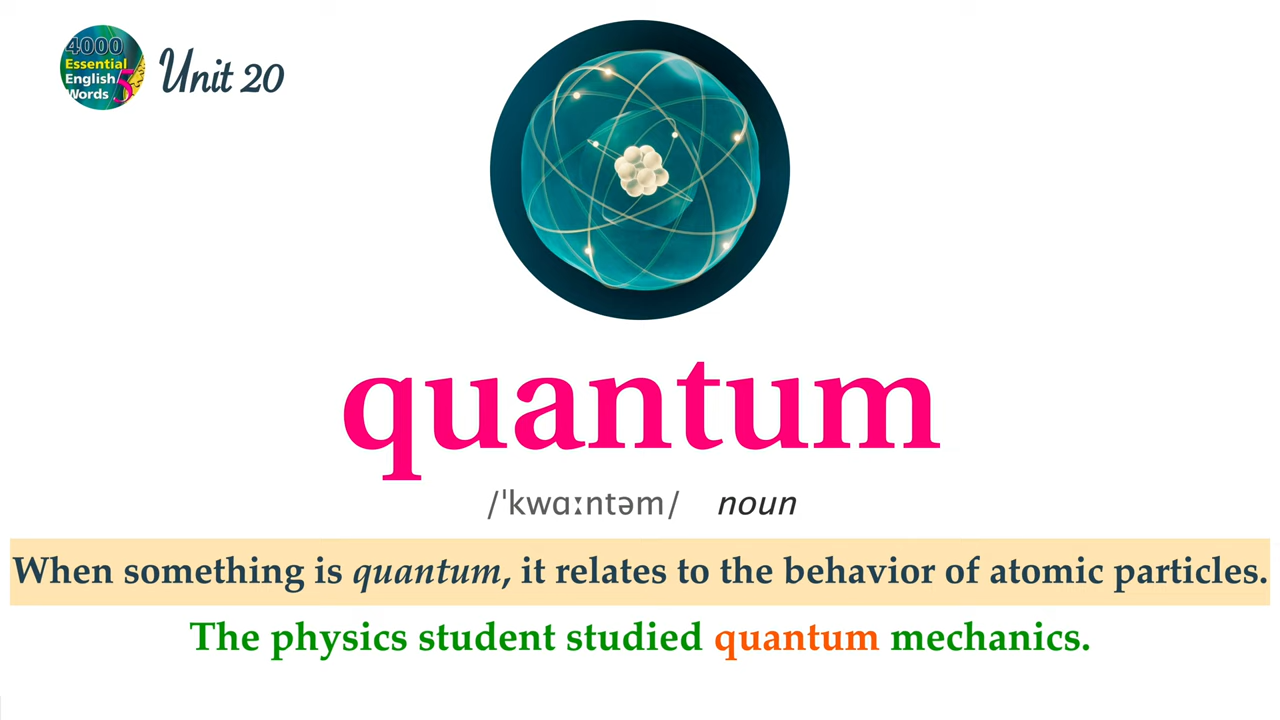 4000
Essential
English
Words 5
Unit 20
quantum
/ˈkwɑːntəm/ noun
When something is quantum, it relates to the behavior of atomic particles.
The physics student studied quantum mechanics.